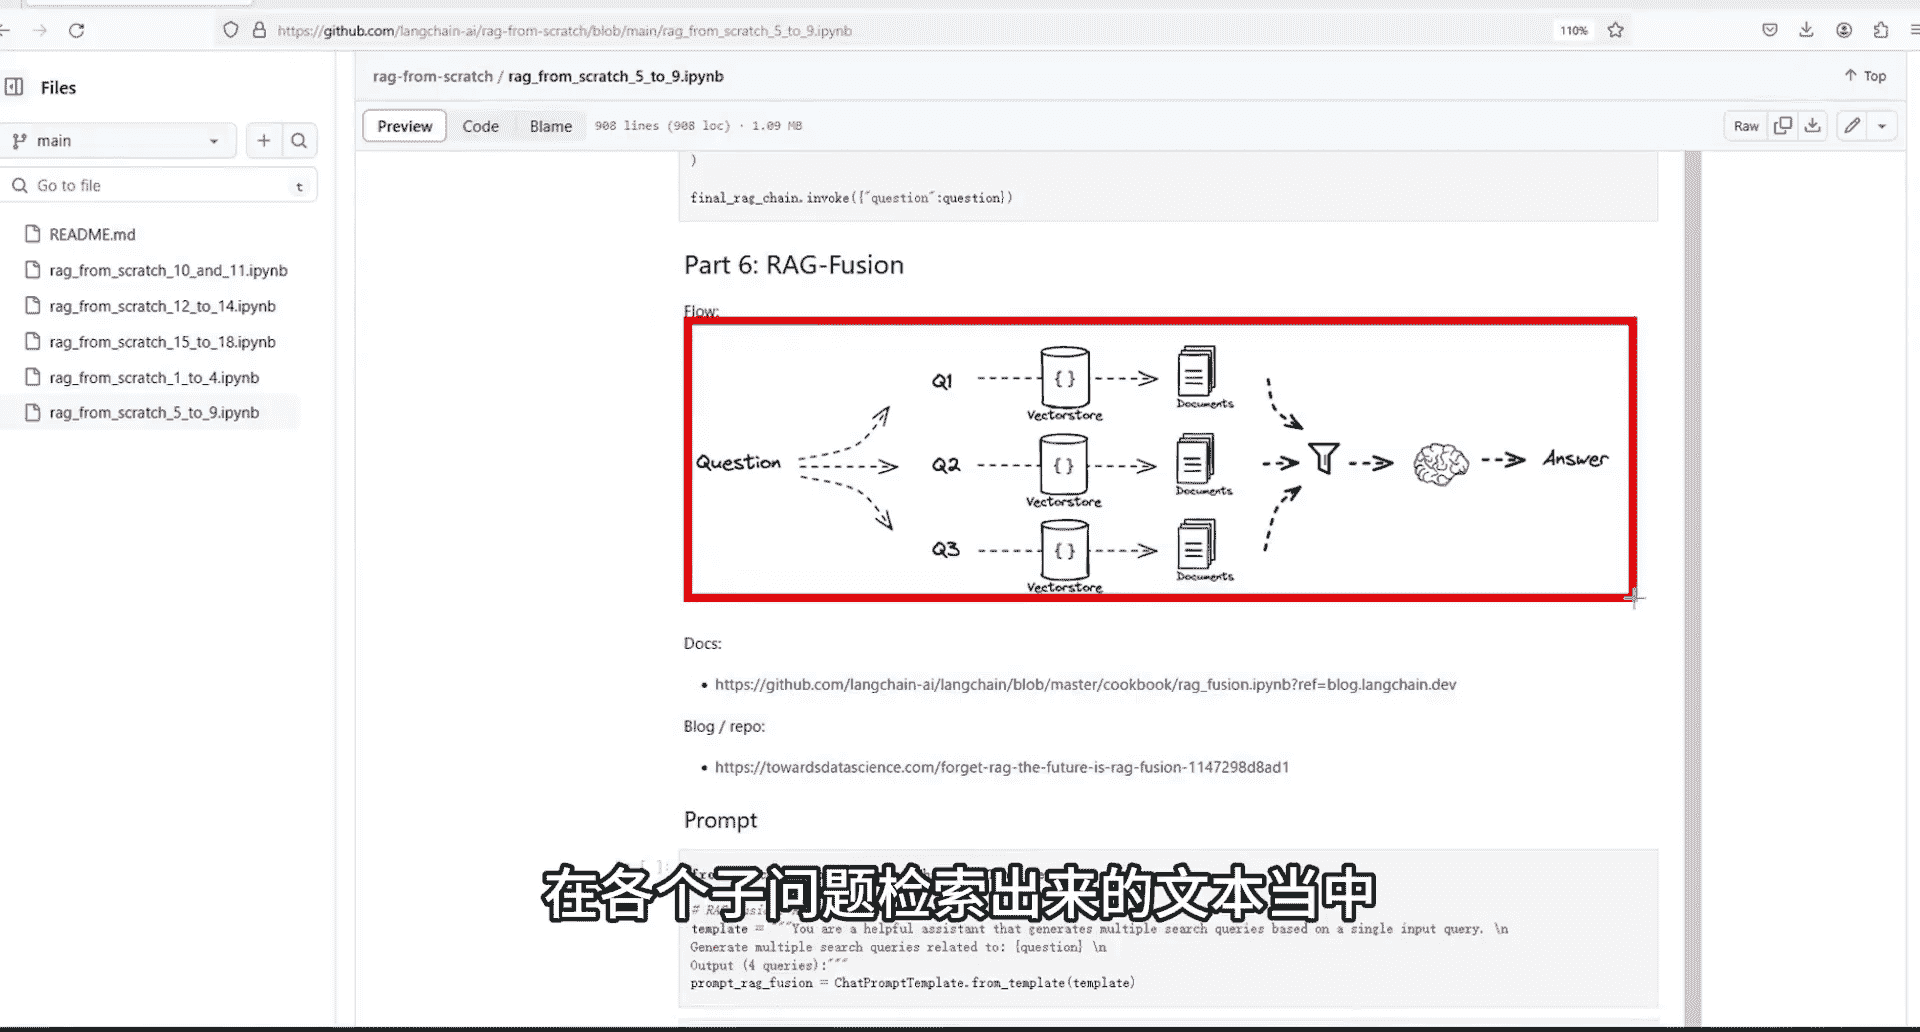 https://github.com/langchain-ai/rag-from-scratch/blob/main/rag_from_scratch_5_to_9.ipynb
110%
Files
main
Go to file
t
README.md
rag_from_scratch_10_and_11.ipynb
rag_from_scratch_12_to_14.ipynb
rag_from_scratch_15_to_18.ipynb
rag_from_scratch_1_to_4.ipynb
rag_from_scratch_5_to_9.ipynb
rag-from-scratch / rag_from_scratch_5_to_9.ipynb
Top
Preview
Code
Blame
908 lines (908 loc) · 1.09 MB
Raw
)
final_rag_chain.invoke({"question":question})
Part 6: RAG-Fusion
Flow:
Question
Q1
{}
Vectorstore
Documents
Q2
{}
Vectorstore
Documents
Q3
{}
Vectorstore
Documents
Answer
Docs:
• https://github.com/langchain-ai/langchain/blob/master/cookbook/rag_fusion.ipynb?ref=blog.langchain.dev
Blog / repo:
• https://towardsdatascience.com/forget-rag-the-future-is-rag-fusion-1147298d8ad1
Prompt
在各个子问题检索出来的文本当中
template = """You are a helpful assistant that generates multiple search queries based on a single input query. \n
Generate multiple search queries related to: {question} \n
Output (4 queries):"""
prompt_rag_fusion = ChatPromptTemplate.from_template(template)